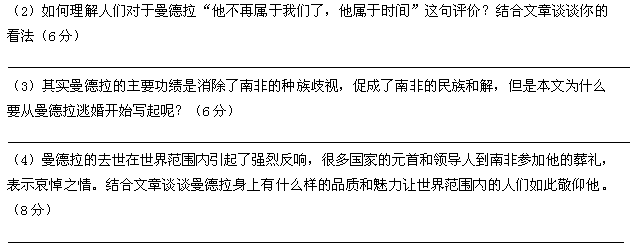 （2）如何理解人们对于曼德拉“他不再属于我们了，他属于时间”这句评价？结合文章谈谈你的
看法（6分）
（3）其实曼德拉的主要功绩是消除了南非的种族歧视，促成了南非的民族和解，但是本文为什么
要从曼德拉逃婚开始写起呢？（6分）
（4）曼德拉的去世在世界范围内引起了强烈反响，很多国家的元首和领导人到南非参加他的葬礼，
表示哀悼之情。结合文章谈谈曼德拉身上有什么样的品质和魅力让世界范围内的人们如此敬仰他。
（8分）